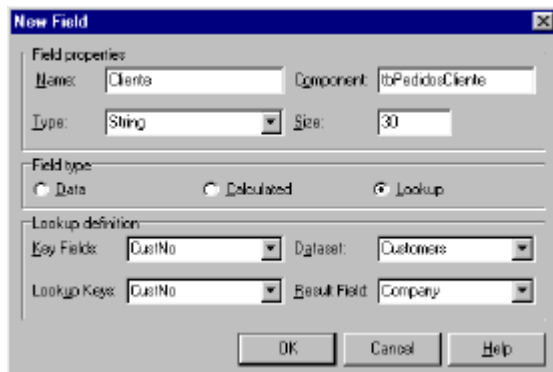 New Field
Field properties
Name: Cliente Component: tbPedidosCliente
Type: String Size: 30
Field type
Data Calculated Lookup
Lookup definition
Key Fields: CustNo Dataset: Customers
Lookup Keys: CustNo Result Field: Company
OK Cancel Help